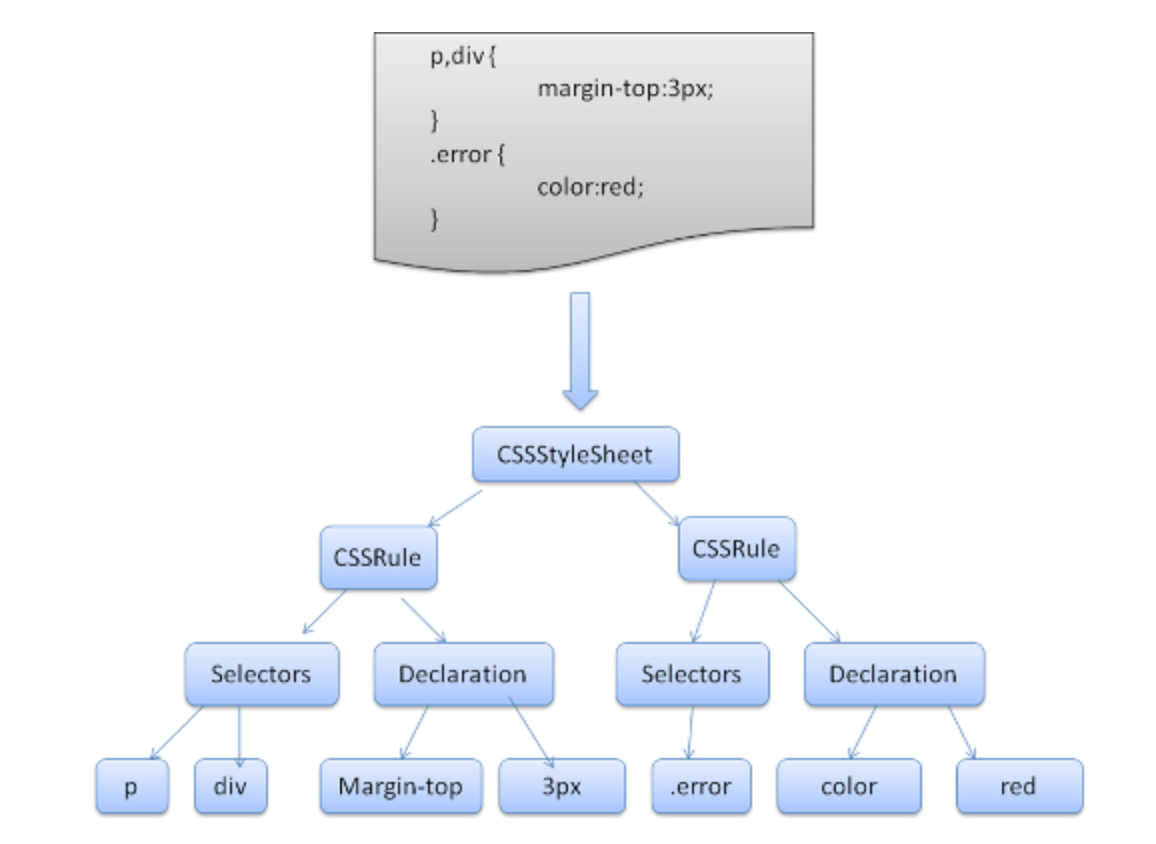 p,div {
margin-top:3px;
}
.error {
color:red;
}
CSSStyleSheet
CSSRule
CSSRule
Selectors
Declaration
Selectors
Declaration
p
div
Margin-top
3px
.error
color
red